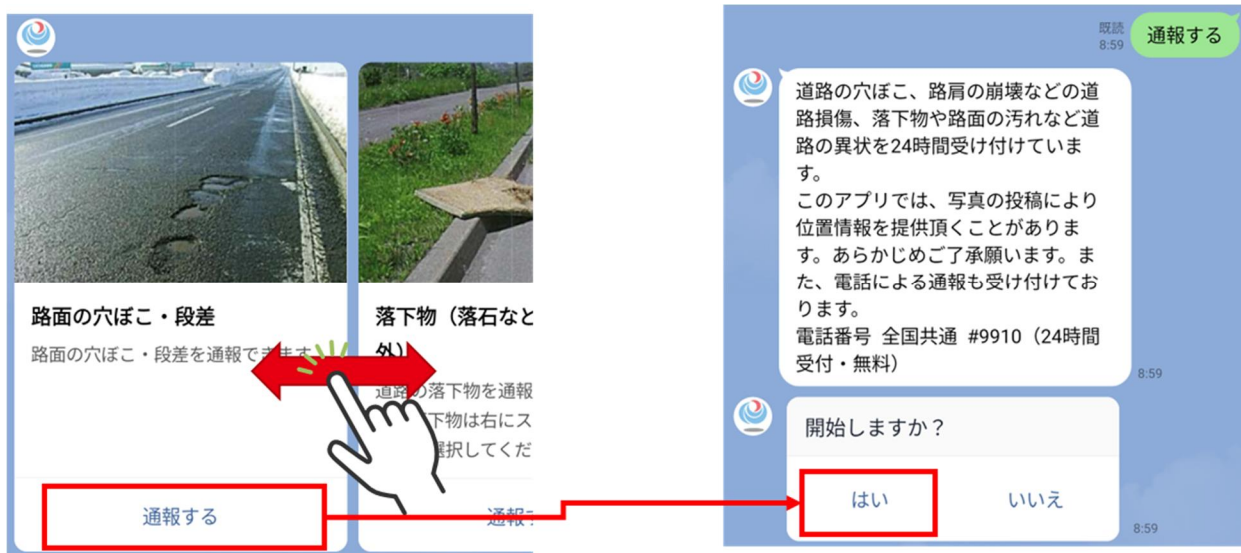 路面の穴ぼこ・段差
路面の穴ぼこ・段差を通報できます
通報する
落下物（落石など
外）
道路の落下物を通報
下物は右にス
選択してくだ
通報
既読
8:59
通報する
道路の穴ぼこ、路肩の崩壊などの道
路損傷、落下物や路面の汚れなど道
路の異状を24時間受け付けていま
す。
このアプリでは、写真の投稿により
位置情報を提供頂くことがありま
す。あらかじめご了承願います。ま
た、電話による通報も受け付けてお
ります。
電話番号 全国共通 #9910（24時間
受付・無料）
8:59
開始しますか？
はい
いいえ
8:59